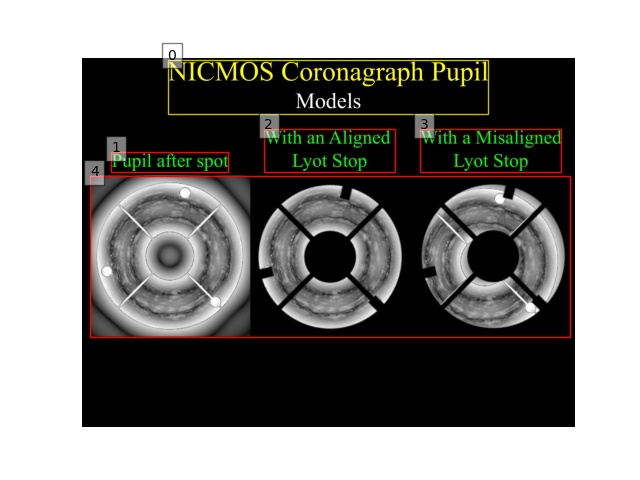 NICMOS Coronagraph Pupil
Models
Pupil after spot
With an Aligned
Lyot Stop
With a Misaligned
Lyot Stop
0
1
2
3
4